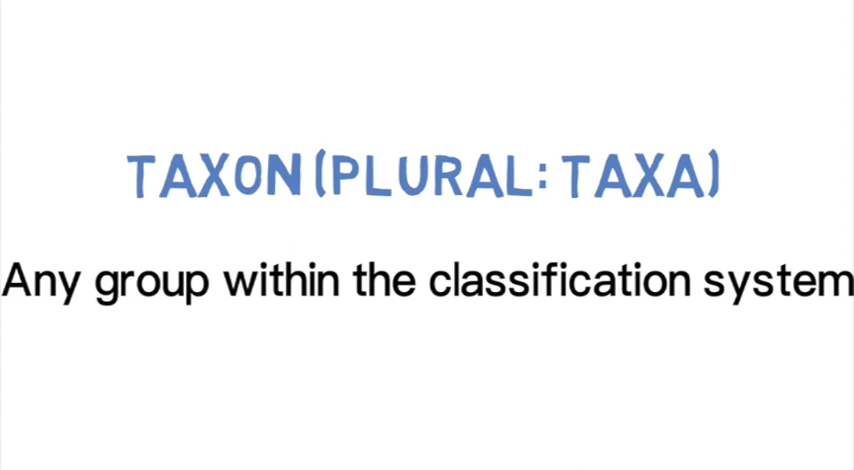 TAXON (PLURAL: TAXA)
Any group within the classification system